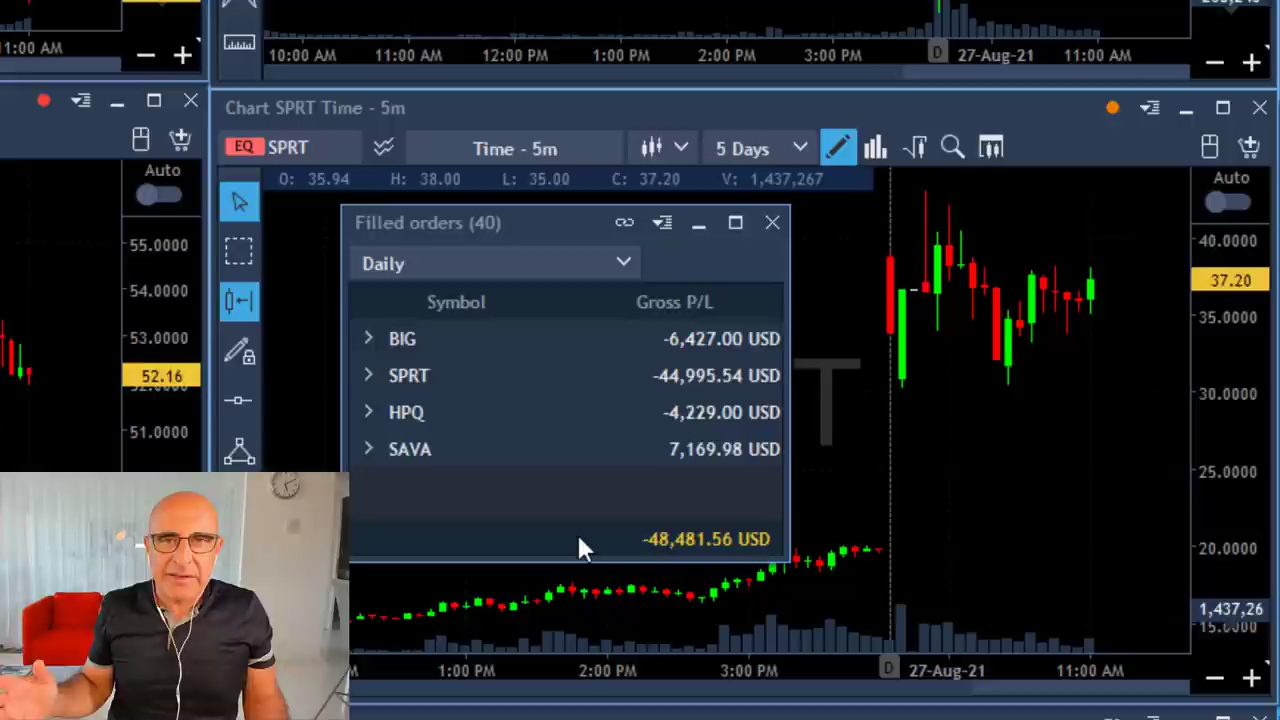 11:00 AM
10:00 AM 11:00 AM 12:00 PM 1:00 PM 2:00 PM 3:00 PM D 27-Aug-21 11:00 AM
Chart SPRT Time - 5m
EQ SPRT Time - 5m 5 Days
Auto
Auto
O: 35.94 H: 38.00 L: 35.00 C: 37.20 V: 1,437,267
Filled orders (40)
Daily
Symbol Gross P/L
BIG -6,427.00 USD
SPRT -44,995.54 USD
HPQ -4,229.00 USD
SAVA 7,169.98 USD
-48,481.56 USD
55.0000
54.0000
53.0000
52.16
51.0000
T
40.0000
37.20
35.0000
30.0000
25.0000
20.0000
1,437,26
15.0000
1:00 PM 2:00 PM 3:00 PM D 27-Aug-21 11:00 AM